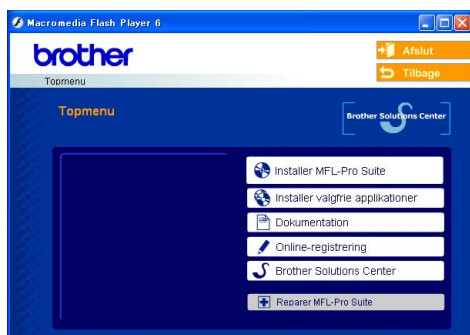 Macromedia Flash Player 6
brother
Afslut
Tilbage
Topmenu
Topmenu
Brother Solutions Center
Installer MFL-Pro Suite
Installer valgfrie applikationer
Dokumentation
Online-registrering
Brother Solutions Center
Reparer MFL-Pro Suite